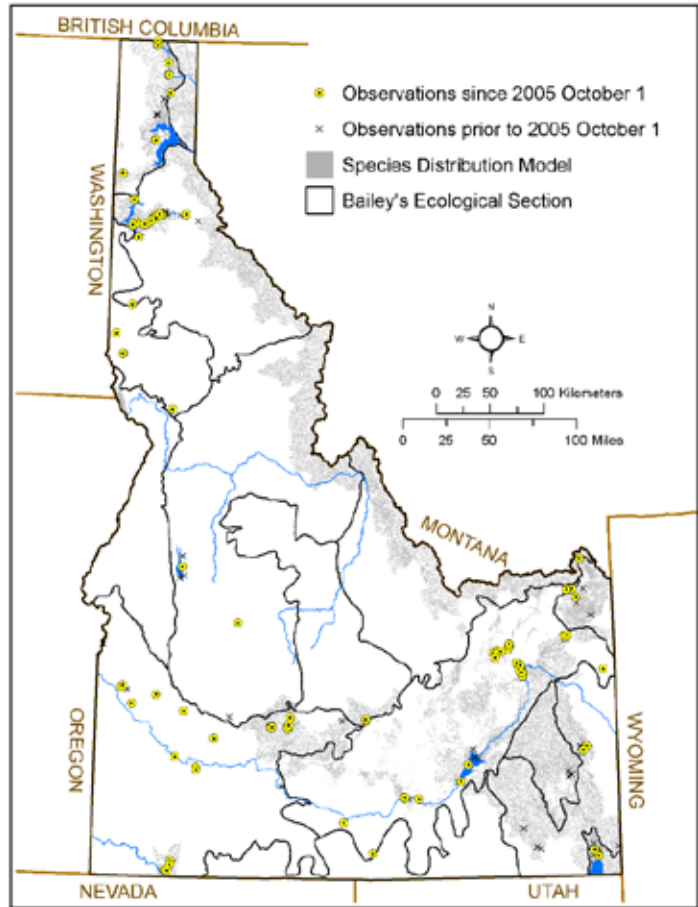 BRITISH COLUMBIA
Observations since 2005 October 1
Observations prior to 2005 October 1
Species Distribution Model
Bailey's Ecological Section
WASHINGTON
N
W E
S
0 25 50 100 Kilometers
0 25 50 100 Miles
MONTANA
OREGON
WYOMING
NEVADA UTAH